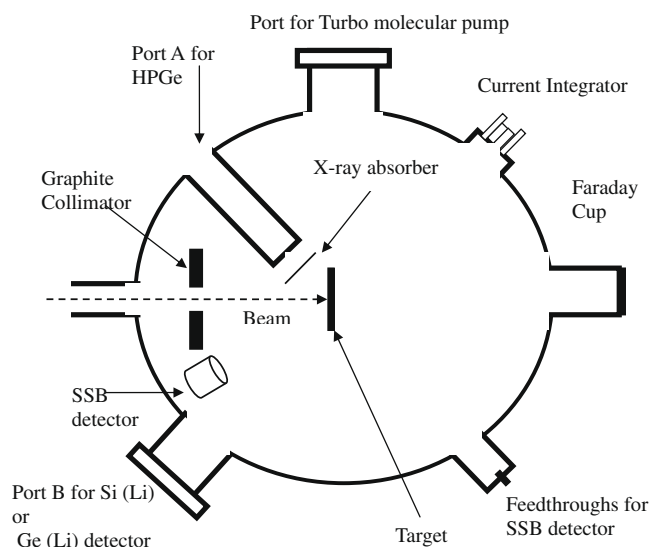 Port for Turbo molecular pump
Port A for
HPGe
Current Integrator
X-ray absorber
Graphite
Collimator
Faraday
Cup
Beam
SSB
detector
Port B for Si (Li)
or
Ge (Li) detector
Feedthroughs for
SSB detector
Target